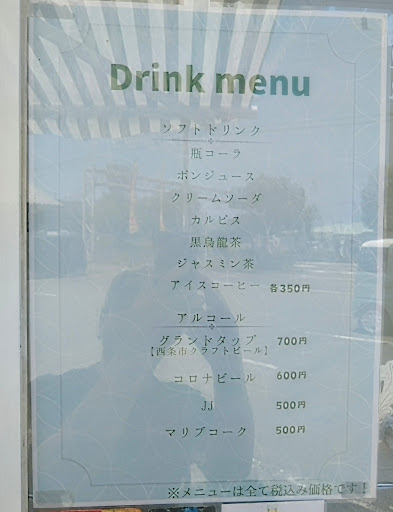 Drink menu
ソフトドリンク
瓶コーラ
ポンジュース
クリームソーダ
カルピス
黒烏龍茶
ジャスミン茶
アイスコーヒー 各350円
アルコール
グランドタップ 700円
【西条市クラフトビール】
コロナビール 600円
JJ 500円
マリブコーク 500円
※メニューは全て税込み価格です！